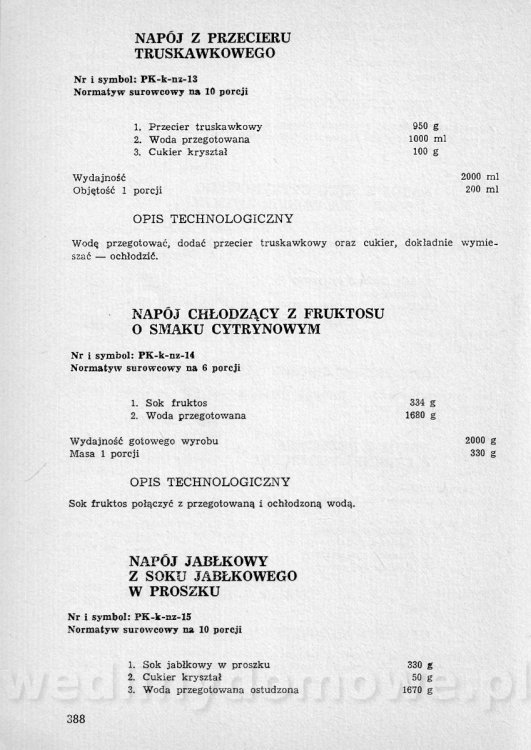 NAPÓJ Z PRZECIERU
TRUSKAWKOWEGO
Nr i symbol: PK-k-nz-13
Normatyw surowcowy na 10 porcji
1. Przecier truskawkowy 950 g
2. Woda przegotowana 1000 ml
3. Cukier kryształ 100 g
Wydajność 2000 ml
Objętość 1 porcji 200 ml
OPIS TECHNOLOGICZNY
Wodę przegotować, dodać przecier truskawkowy oraz cukier, dokładnie wymie-
szać — ochłodzić.
NAPÓJ CHŁODZĄCY Z FRUKTOSU
O SMAKU CYTRYNOWYM
Nr i symbol: PK-k-nz-14
Normatyw surowcowy na 6 porcji
1. Sok fruktos 334 g
2. Woda przegotowana 1680 g
Wydajność gotowego wyrobu 2000 g
Masa 1 porcji 330 g
OPIS TECHNOLOGICZNY
Sok fruktos połączyć z przegotowaną i ochłodzoną wodą.
NAPÓJ JABŁKOWY
Z SOKU JABŁKOWEGO
W PROSZKU
Nr i symbol: PK-k-nz-15
Normatyw surowcowy na 10 porcji
1. Sok jabłkowy w proszku 330 g
2. Cukier kryształ 50 g
3. Woda przegotowana ostudzona 1670 g
wedlinydomowe.pl
388